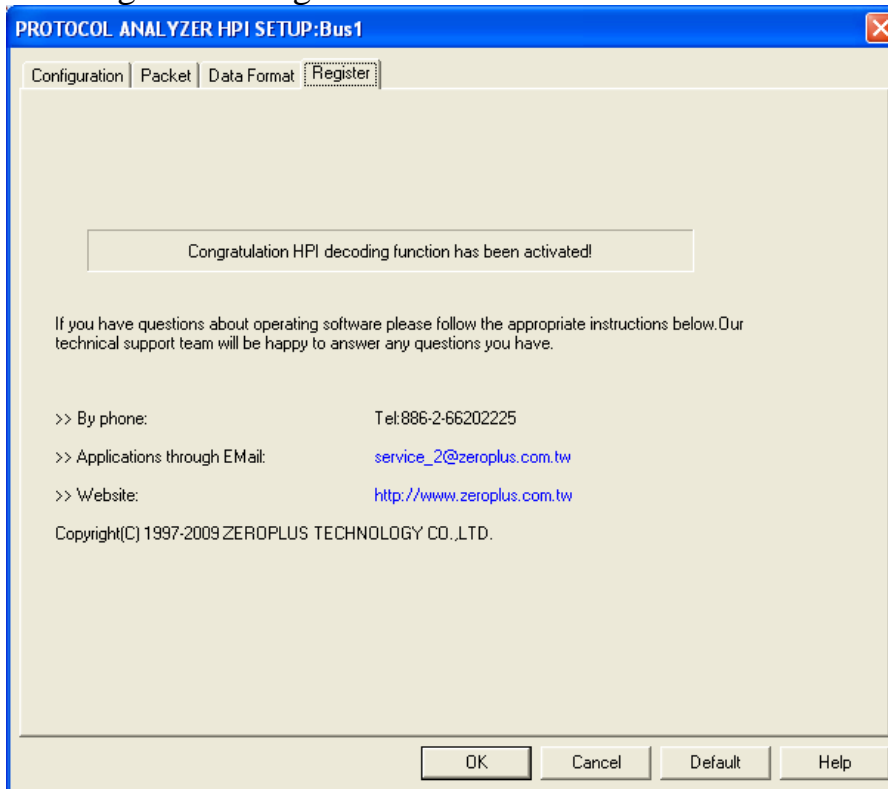 PROTOCOL ANALYZER HPI SETUP:Bus1
Configuration Packet Data Format Register
Congratulation HPI decoding function has been activated!
If you have questions about operating software please follow the appropriate instructions below.Our
technical support team will be happy to answer any questions you have.
>> By phone: Tel:886-2-66202225
>> Applications through EMail: service_2@zeroplus.com.tw
>> Website: http://www.zeroplus.com.tw
Copyright(C) 1997-2009 ZEROPLUS TECHNOLOGY CO.,LTD.
OK Cancel Default Help